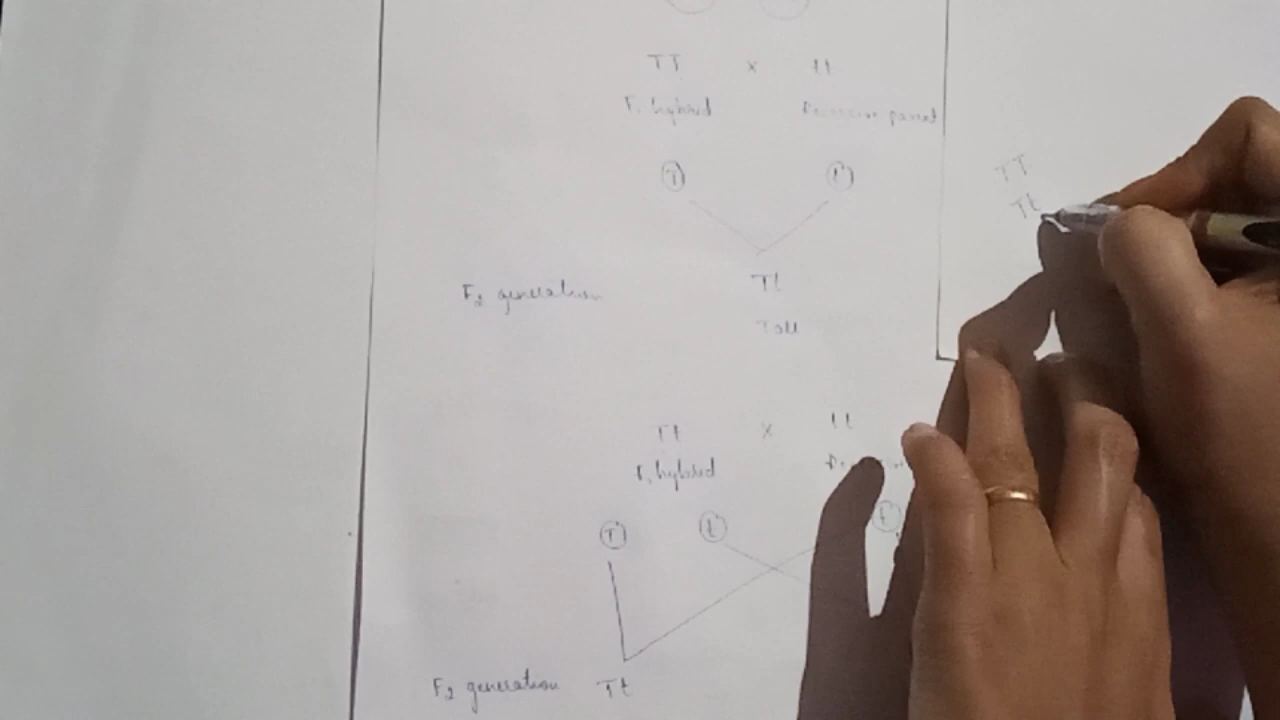 TT x tt
F1 hybrid Recessive parent
T t
TT
Tt
F2 generation Tt
Tall
Tt x tt
F1 hybrid
T t t
F2 generation Tt